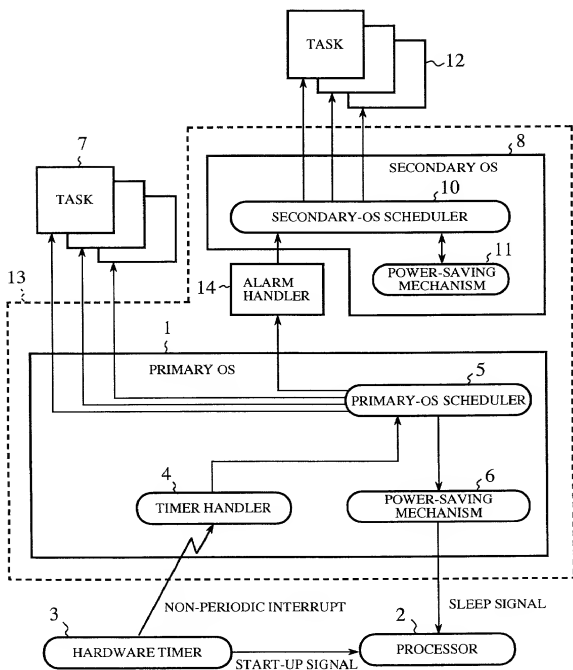 TASK
12
7
8
SECONDARY OS
TASK
10
SECONDARY-OS SCHEDULER
11
14
ALARM HANDLER
POWER-SAVING MECHANISM
13
1
PRIMARY OS
5
PRIMARY-OS SCHEDULER
4
6
TIMER HANDLER
POWER-SAVING MECHANISM
NON-PERIODIC INTERRUPT
SLEEP SIGNAL
3
2
HARDWARE TIMER
START-UP SIGNAL
PROCESSOR